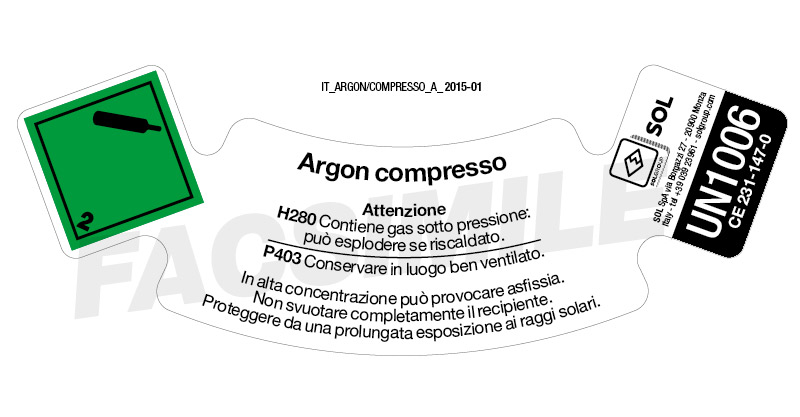 IT_ARGON/COMPRESSO_A_ 2015-01
2
Argon compresso
Attenzione
H280 Contiene gas sotto pressione:
può esplodere se riscaldato.
P403 Conservare in luogo ben ventilato.
In alta concentrazione può provocare asfissia.
Non svuotare completamente il recipiente.
Proteggere da una prolungata esposizione ai raggi solari.
FACSIMILE
SOLGROUP
SOL
SOL SpA via Borgazzi 27 - 20900 Monza
Italy - tel +39 039 23961 - solgroup.com
UN1006
CE 231-147-0